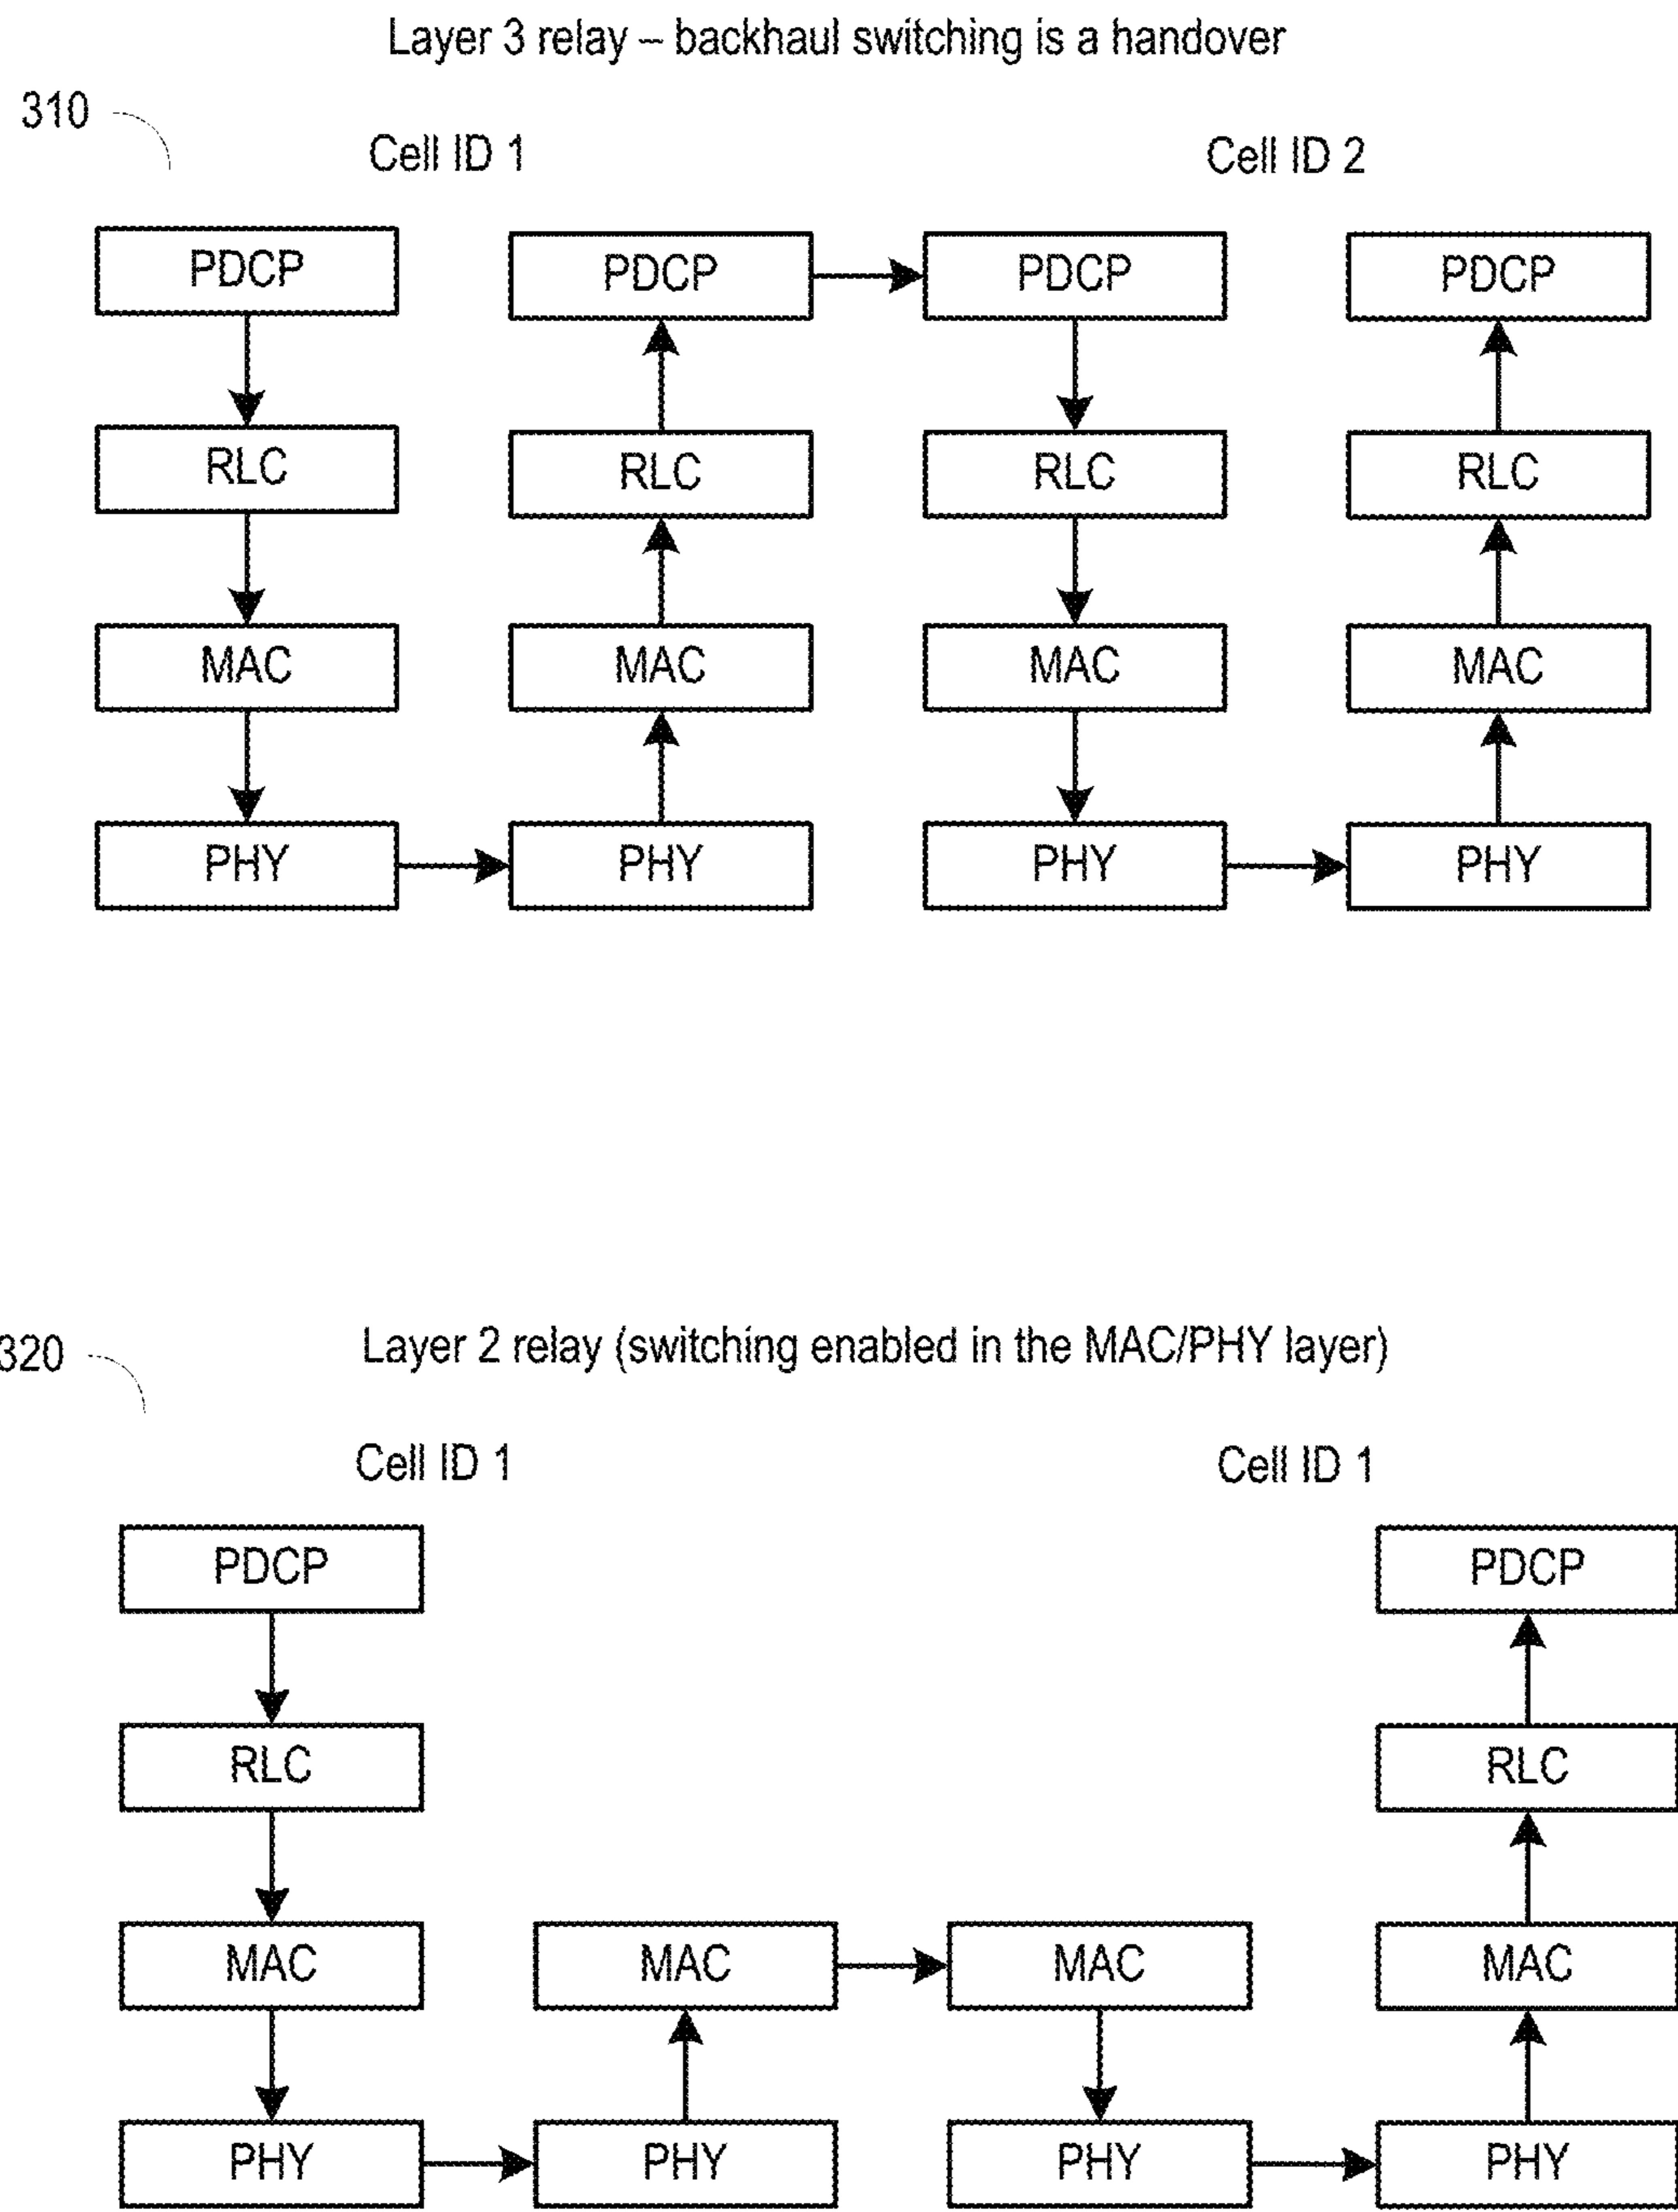 Layer 3 relay – backhaul switching is a handover
310
Cell ID 1 Cell ID 2
PDCP PDCP PDCP PDCP
RLC RLC RLC RLC
MAC MAC MAC MAC
PHY PHY PHY PHY
320 Layer 2 relay (switching enabled in the MAC/PHY layer)
Cell ID 1 Cell ID 1
PDCP PDCP
RLC RLC
MAC MAC MAC MAC
PHY PHY PHY PHY